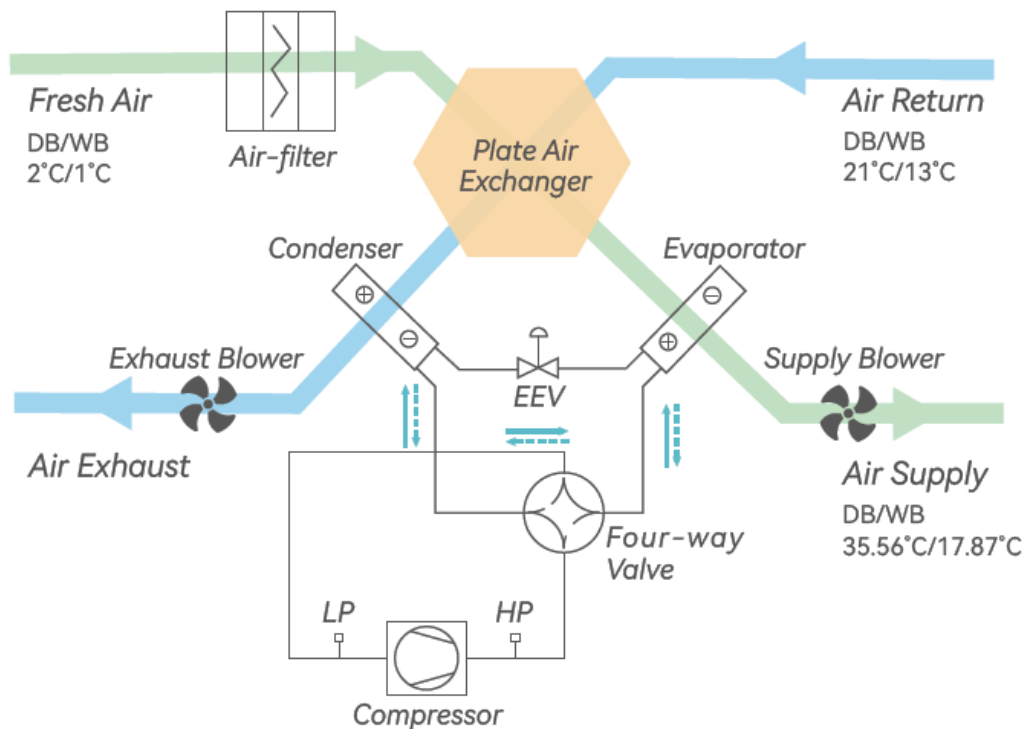 Fresh Air
DB/WB
2°C/1°C
Air-filter
Plate Air
Exchanger
Air Return
DB/WB
21°C/13°C
Condenser
Evaporator
Exhaust Blower
EEV
Supply Blower
Air Exhaust
Air Supply
DB/WB
35.56°C/17.87°C
Four-way
Valve
LP
HP
Compressor